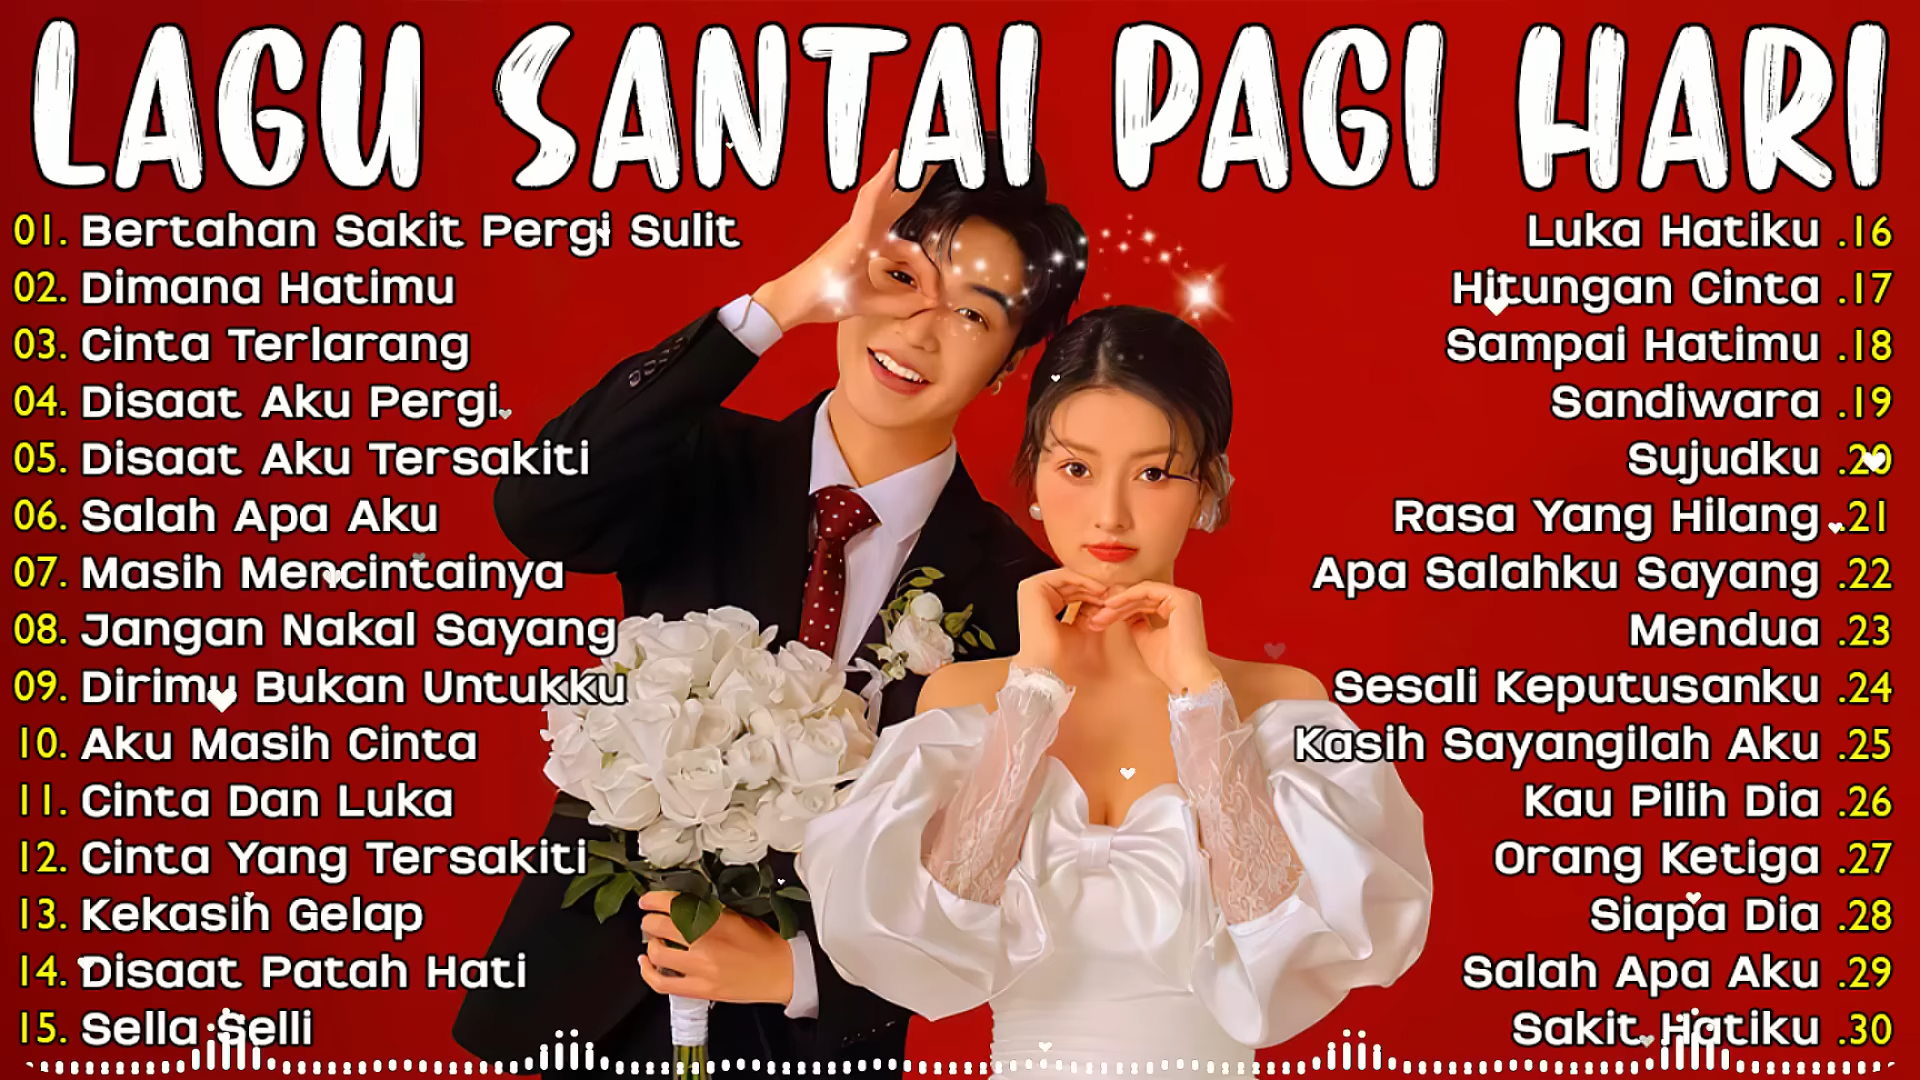 LAGU SANTAI PAGI HARI
01. Bertahan Sakit Pergi Sulit
02. Dimana Hatimu
03. Cinta Terlarang
04. Disaat Aku Pergi
05. Disaat Aku Tersakiti
06. Salah Apa Aku
07. Masih Mencintainya
08. Jangan Nakal Sayang
09. Dirimu Bukan Untukku
10. Aku Masih Cinta
11. Cinta Dan Luka
12. Cinta Yang Tersakiti
13. Kekasih Gelap
14. Disaat Patah Hati
15. Sella Selli
Luka Hatiku .16
Hitungan Cinta .17
Sampai Hatimu .18
Sandiwara .19
Sujudku .20
Rasa Yang Hilang .21
Apa Salahku Sayang .22
Mendua .23
Sesali Keputusanku .24
Kasih Sayangilah Aku .25
Kau Pilih Dia .26
Orang Ketiga .27
Siapa Dia .28
Salah Apa Aku .29
Sakit Hatiku .30